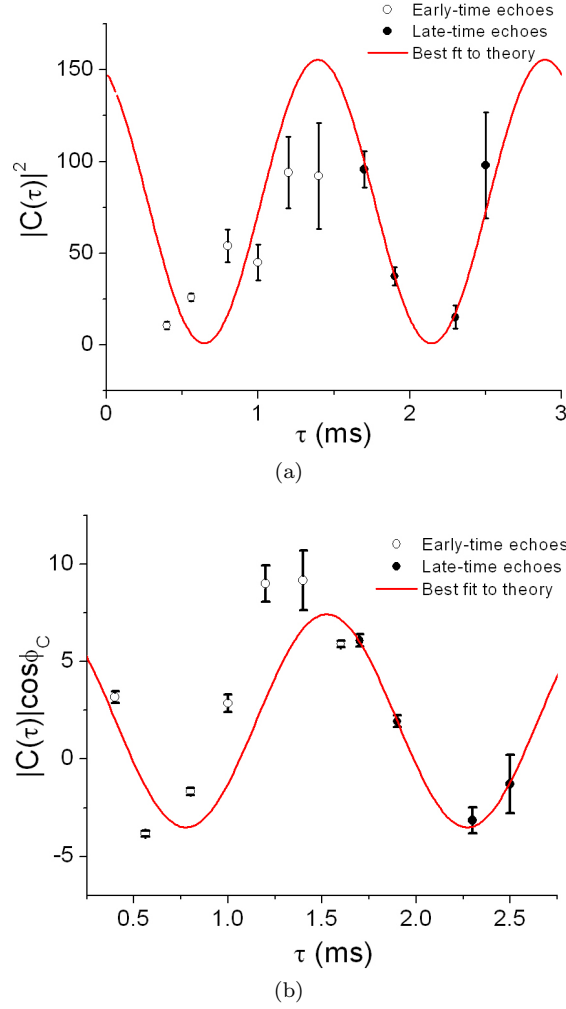 Early-time echoes
Late-time echoes
Best fit to theory
150
100
50
0
|C(τ)|²
0
1
2
3
τ (ms)
(a)
Early-time echoes
Late-time echoes
Best fit to theory
10
5
0
-5
|C(τ)|cosϕ_C
0.5
1.0
1.5
2.0
2.5
τ (ms)
(b)